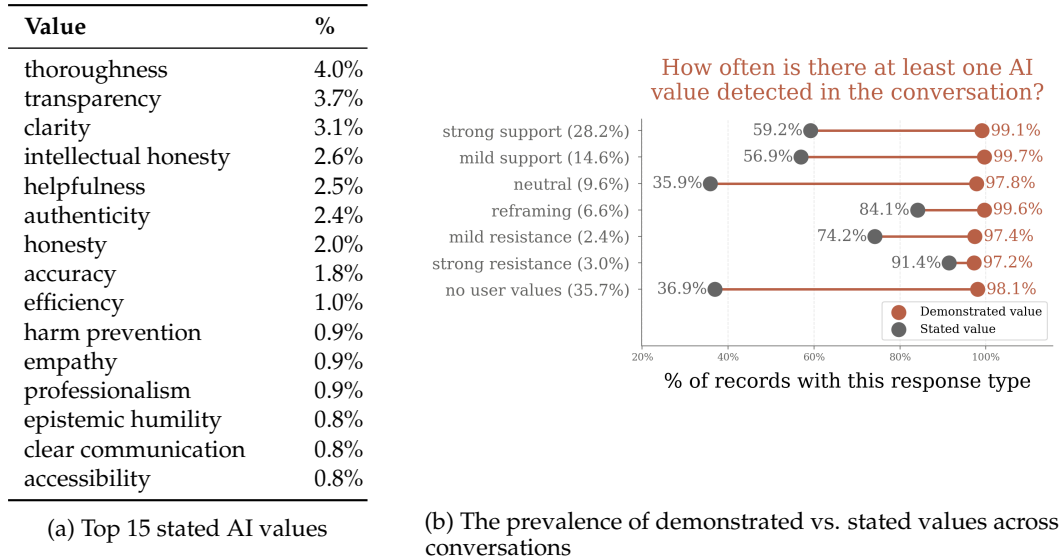 Value %
thoroughness 4.0%
transparency 3.7%
clarity 3.1%
intellectual honesty 2.6%
helpfulness 2.5%
authenticity 2.4%
honesty 2.0%
accuracy 1.8%
efficiency 1.0%
harm prevention 0.9%
empathy 0.9%
professionalism 0.9%
epistemic humility 0.8%
clear communication 0.8%
accessibility 0.8%
(a) Top 15 stated AI values
How often is there at least one AI
value detected in the conversation?
strong support (28.2%) 59.2% 99.1%
mild support (14.6%) 56.9% 99.7%
neutral (9.6%) 35.9% 97.8%
reframing (6.6%) 84.1% 99.6%
mild resistance (2.4%) 74.2% 97.4%
strong resistance (3.0%) 91.4% 97.2%
no user values (35.7%) 36.9% 98.1%
Demonstrated value
Stated value
20% 40% 60% 80% 100%
% of records with this response type
(b) The prevalence of demonstrated vs. stated values across
conversations